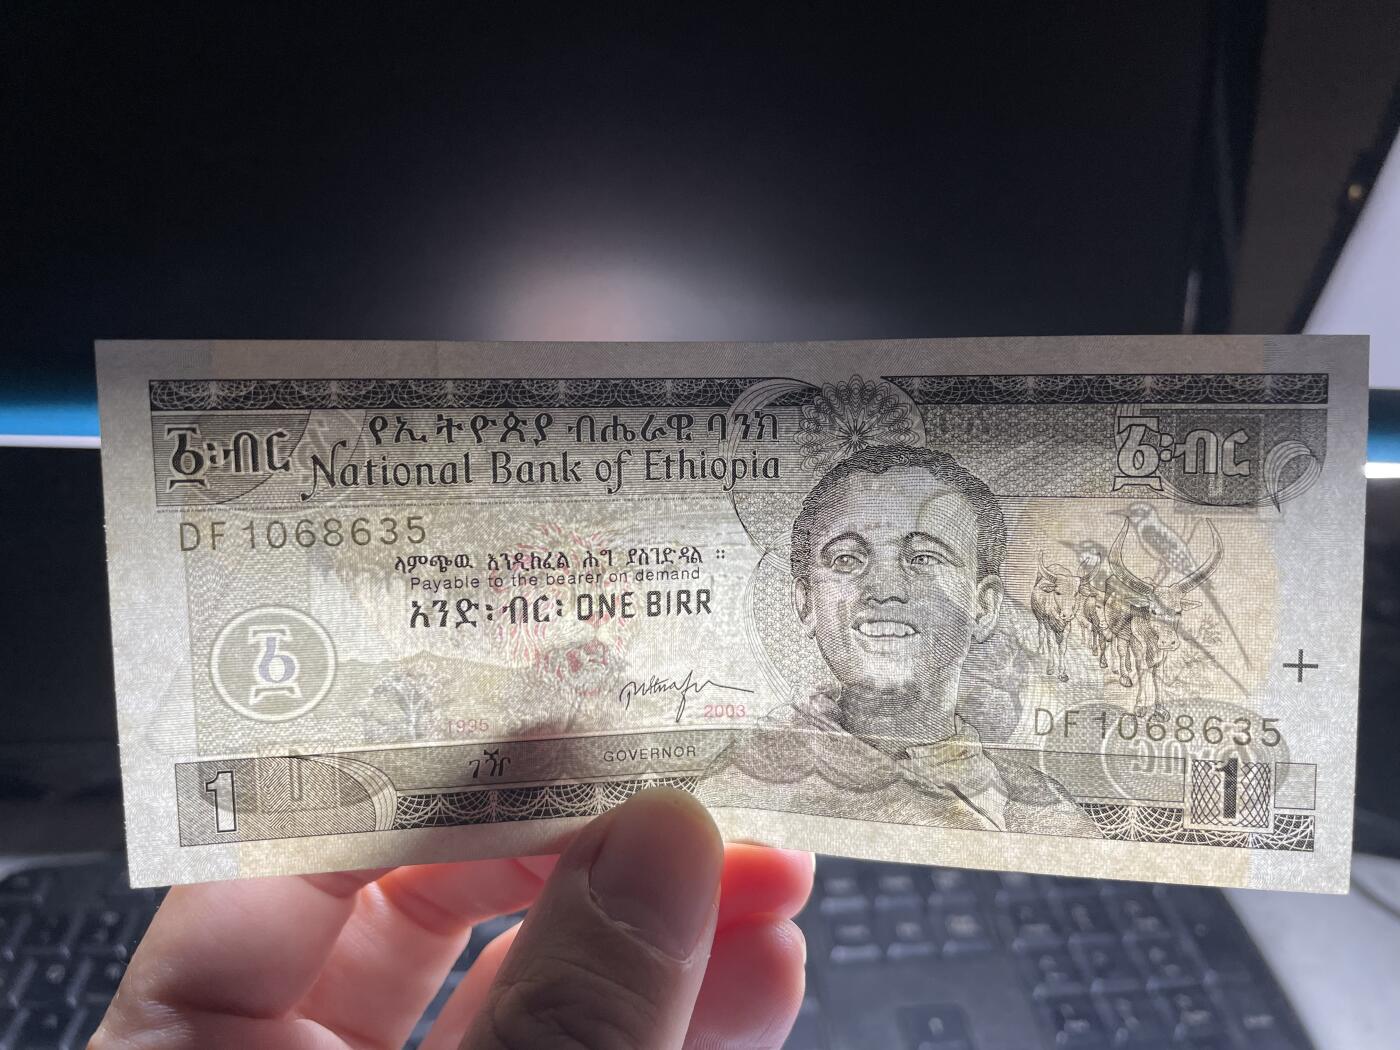 የኢትዮጵያ ብሔራዊ ባንክ
፩፡ብር
National Bank of Ethiopia
፩፡ብር
DF 1068635
ላምጭዉ እንዲከፈል ሕግ ያስገድዳል ።
Payable to the bearer on demand
አንድ፡ብር፡ ONE BIRR
፩
1995
2003
DF 1068635
ገዥ
GOVERNOR
1
1